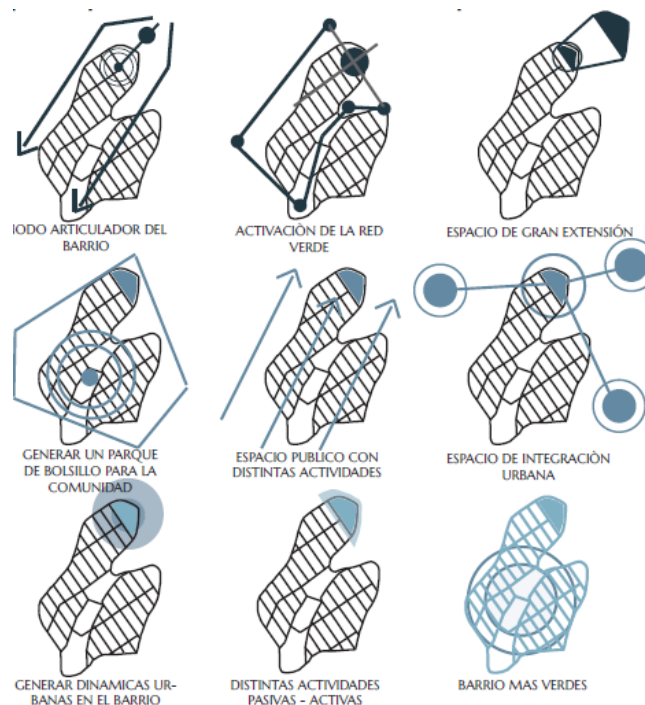 IODO ARTICULADOR DEL
BARRIO
ACTIVACIÒN DE LA RED
VERDE
ESPACIO DE GRAN EXTENSIÓN
GENERAR UN PARQUE
DE BOLSILLO PARA LA
COMUNIDAD
ESPACIO PUBLICO CON
DISTINTAS ACTIVIDADES
ESPACIO DE INTEGRACIÒN
URBANA
GENERAR DINAMICAS UR-
BANAS EN EL BARRIO
DISTINTAS ACTIVIDADES
PASIVAS - ACTIVAS
BARRIO MAS VERDES